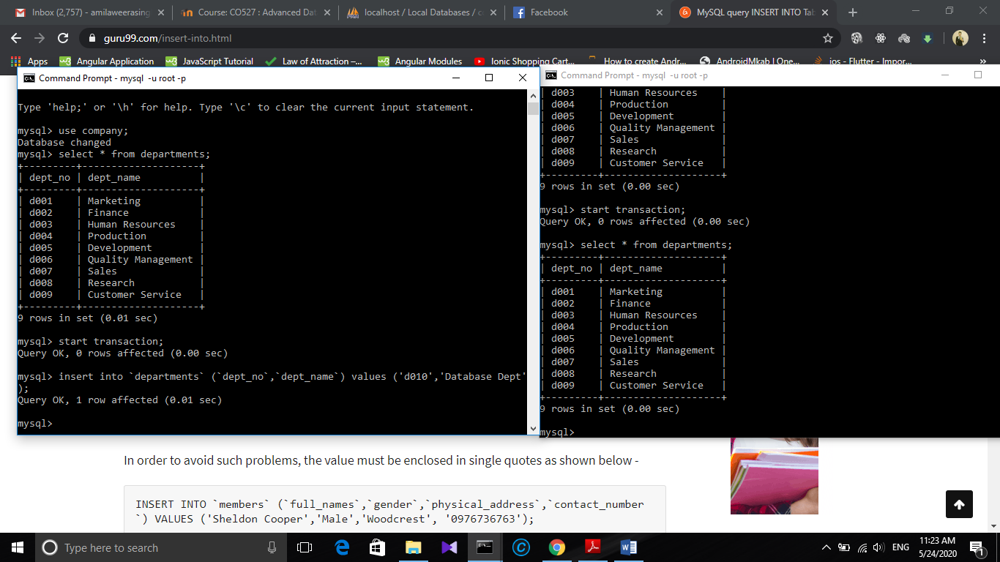 Inbox (2,757) - amilaweerasing
Course: CO527 : Advanced Dat
localhost / Local Databases / c
Facebook
MySQL query INSERT INTO Tab
guru99.com/insert-into.html
Apps
Angular Application
JavaScript Tutorial
Law of Attraction –...
Angular Modules
Ionic Shopping Cart...
How to create Andr...
AndroidMkab | One...
ios - Flutter - Impor...
»
Command Prompt - mysql -u root -p
Type 'help;' or '\h' for help. Type '\c' to clear the current input statement.
mysql> use company;
Database changed
mysql> select * from departments;
+---------+--------------------+
| dept_no | dept_name          |
+---------+--------------------+
| d001    | Marketing          |
| d002    | Finance            |
| d003    | Human Resources    |
| d004    | Production         |
| d005    | Development        |
| d006    | Quality Management |
| d007    | Sales              |
| d008    | Research           |
| d009    | Customer Service   |
+---------+--------------------+
9 rows in set (0.01 sec)
mysql> start transaction;
Query OK, 0 rows affected (0.00 sec)
mysql> insert into `departments` (`dept_no`,`dept_name`) values ('d010','Database Dept'
);
Query OK, 1 row affected (0.01 sec)
mysql>
Command Prompt - mysql -u root -p
| d003    | Human Resources    |
| d004    | Production         |
| d005    | Development        |
| d006    | Quality Management |
| d007    | Sales              |
| d008    | Research           |
| d009    | Customer Service   |
+---------+--------------------+
9 rows in set (0.00 sec)
mysql> start transaction;
Query OK, 0 rows affected (0.00 sec)
mysql> select * from departments;
+---------+--------------------+
| dept_no | dept_name          |
+---------+--------------------+
| d001    | Marketing          |
| d002    | Finance            |
| d003    | Human Resources    |
| d004    | Production         |
| d005    | Development        |
| d006    | Quality Management |
| d007    | Sales              |
| d008    | Research           |
| d009    | Customer Service   |
+---------+--------------------+
9 rows in set (0.00 sec)
mysql>
In order to avoid such problems, the value must be enclosed in single quotes as shown below -
INSERT INTO `members` (`full_names`,`gender`,`physical_address`,`contact_number
`) VALUES ('Sheldon Cooper','Male','Woodcrest', '0976736763');
Type here to search
ENG
11:23 AM
5/24/2020
1